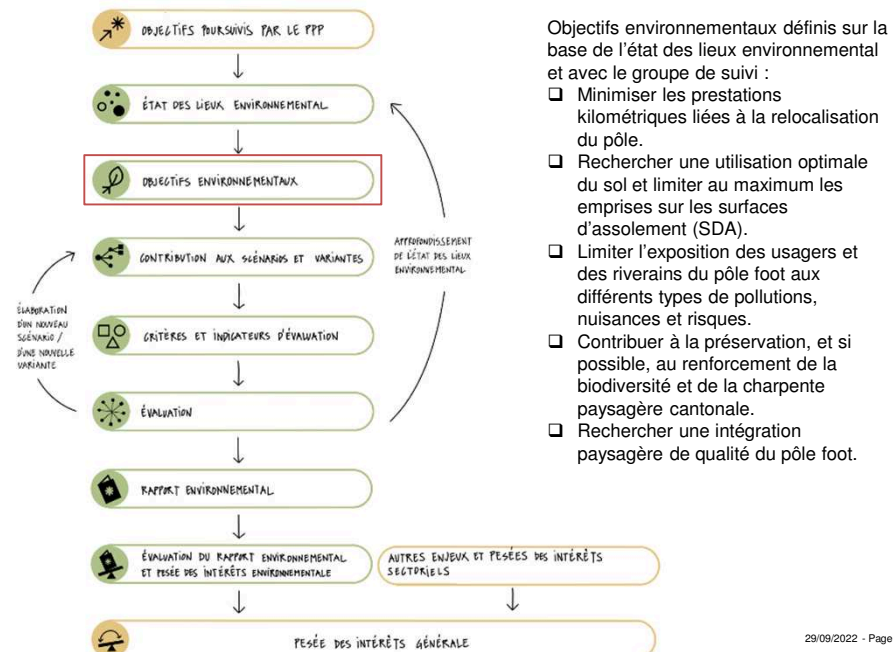 OBJECTIFS POURSUIVIS PAR LE PPP
ÉTAT DES LIEUX ENVIRONNEMENTAL
OBJECTIFS ENVIRONNEMENTAUX
CONTRIBUTION AUX SCÉNARIOS ET VARIANTES
CRITÈRES ET INDICATEURS D'ÉVALUATION
ÉVALUATION
RAPPORT ENVIRONNEMENTAL
ÉVALUATION DU RAPPORT ENVIRONNEMENTAL
ET PESÉE DES INTÉRÊTS ENVIRONNEMENTALE
AUTRES ENJEUX ET PESÉES DES INTÉRÊTS
SECTORIELS
PESÉE DES INTÉRÊTS GÉNÉRALE
ÉLABORATION
D'UN NOUVEAU
SCÉNARIO /
D'UNE NOUVELLE
VARIANTE
APPROFONDISSEMENT
DE L'ÉTAT DES LIEUX
ENVIRONNEMENTAL
Objectifs environnementaux définis sur la
base de l'état des lieux environnemental
et avec le groupe de suivi :
❑ Minimiser les prestations
kilométriques liées à la relocalisation
du pôle.
❑ Rechercher une utilisation optimale
du sol et limiter au maximum les
emprises sur les surfaces
d'assolement (SDA).
❑ Limiter l'exposition des usagers et
des riverains du pôle foot aux
différents types de pollutions,
nuisances et risques.
❑ Contribuer à la préservation, et si
possible, au renforcement de la
biodiversité et de la charpente
paysagère cantonale.
❑ Rechercher une intégration
paysagère de qualité du pôle foot.
29/09/2022 - Page